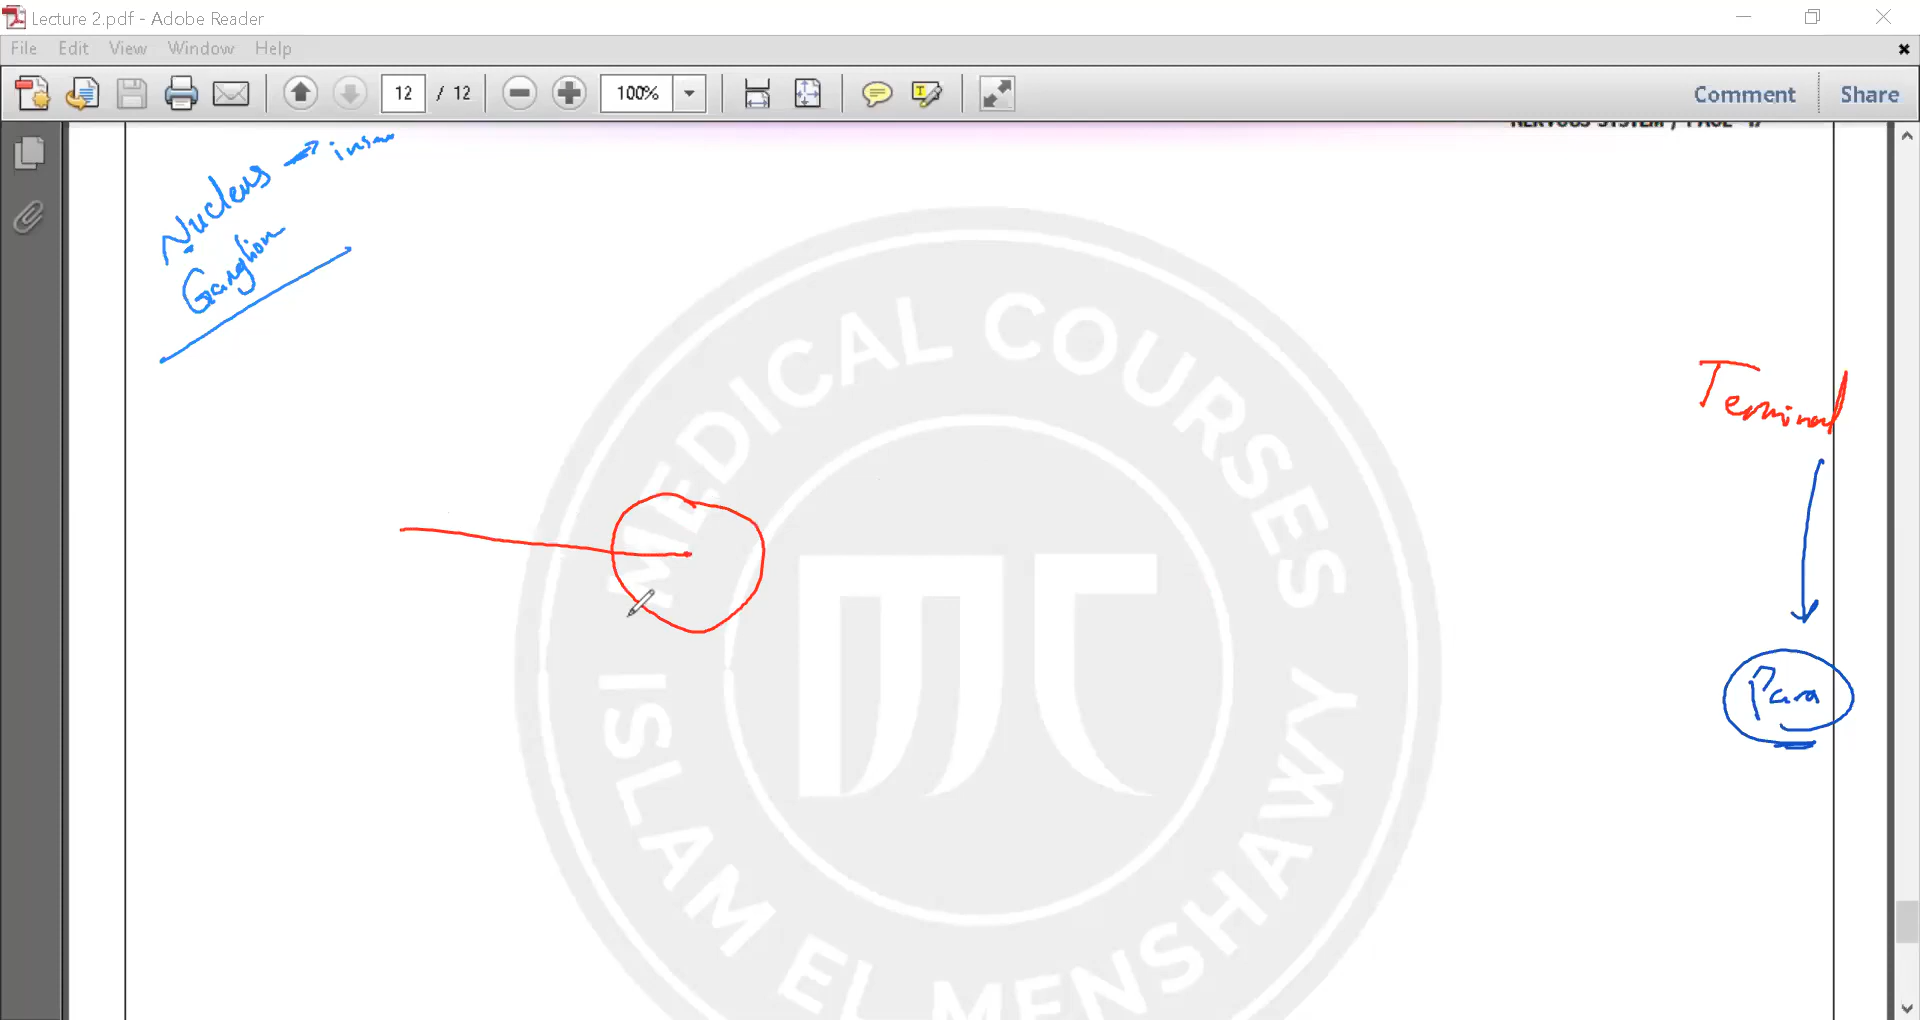 Lecture 2.pdf - Adobe Reader
File Edit View Window Help
12 / 12 100% Comment Share
Nucleus
Ganglion
Terminal
Para
MEDICAL COURSES
ISLAM EL MENSHAWY